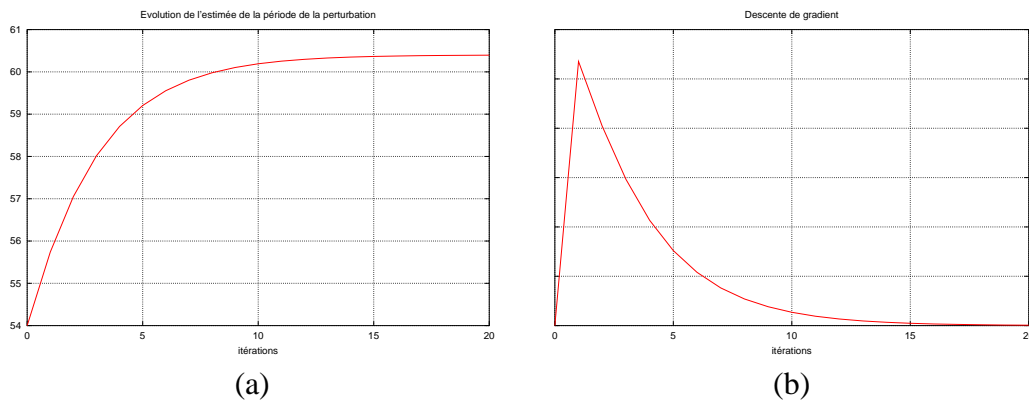 Evolution de l'estimée de la période de la perturbation
61
60
59
58
57
56
55
54
0 5 10 15 20
itérations
(a)
Descente de gradient
0 5 10 15 2
itérations
(b)